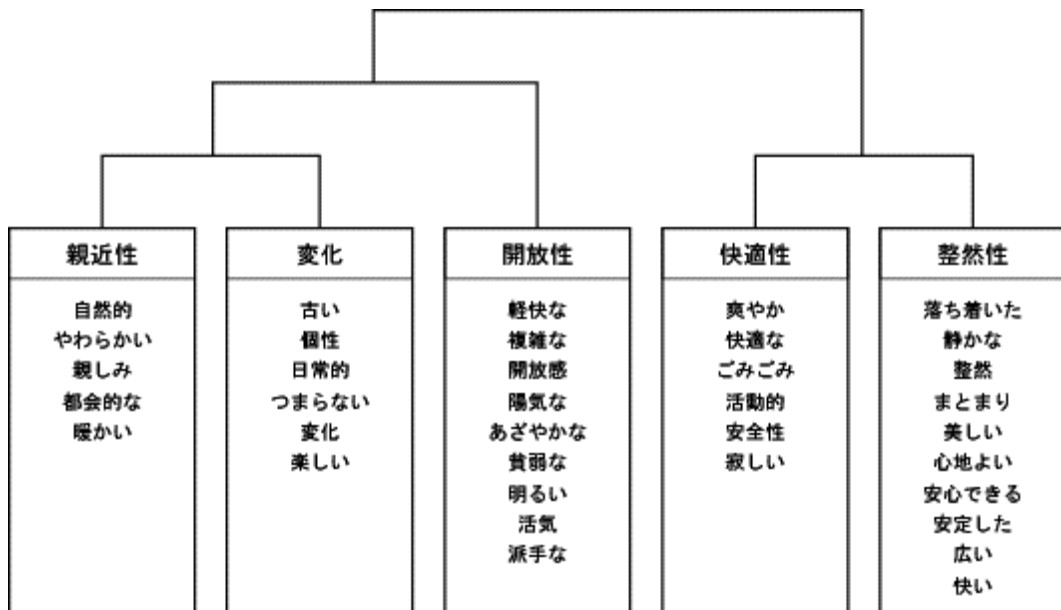 親近性
自然的
やわらかい
親しみ
都会的な
暖かい
変化
古い
個性
日常的
つまらない
変化
楽しい
開放性
軽快な
複雑な
開放感
陽気な
あざやかな
貧弱な
明るい
活気
派手な
快適性
爽やか
快適な
ごみごみ
活動的
安全性
寂しい
整然性
落ち着いた
静かな
整然
まとまり
美しい
心地よい
安心できる
安定した
広い
快い